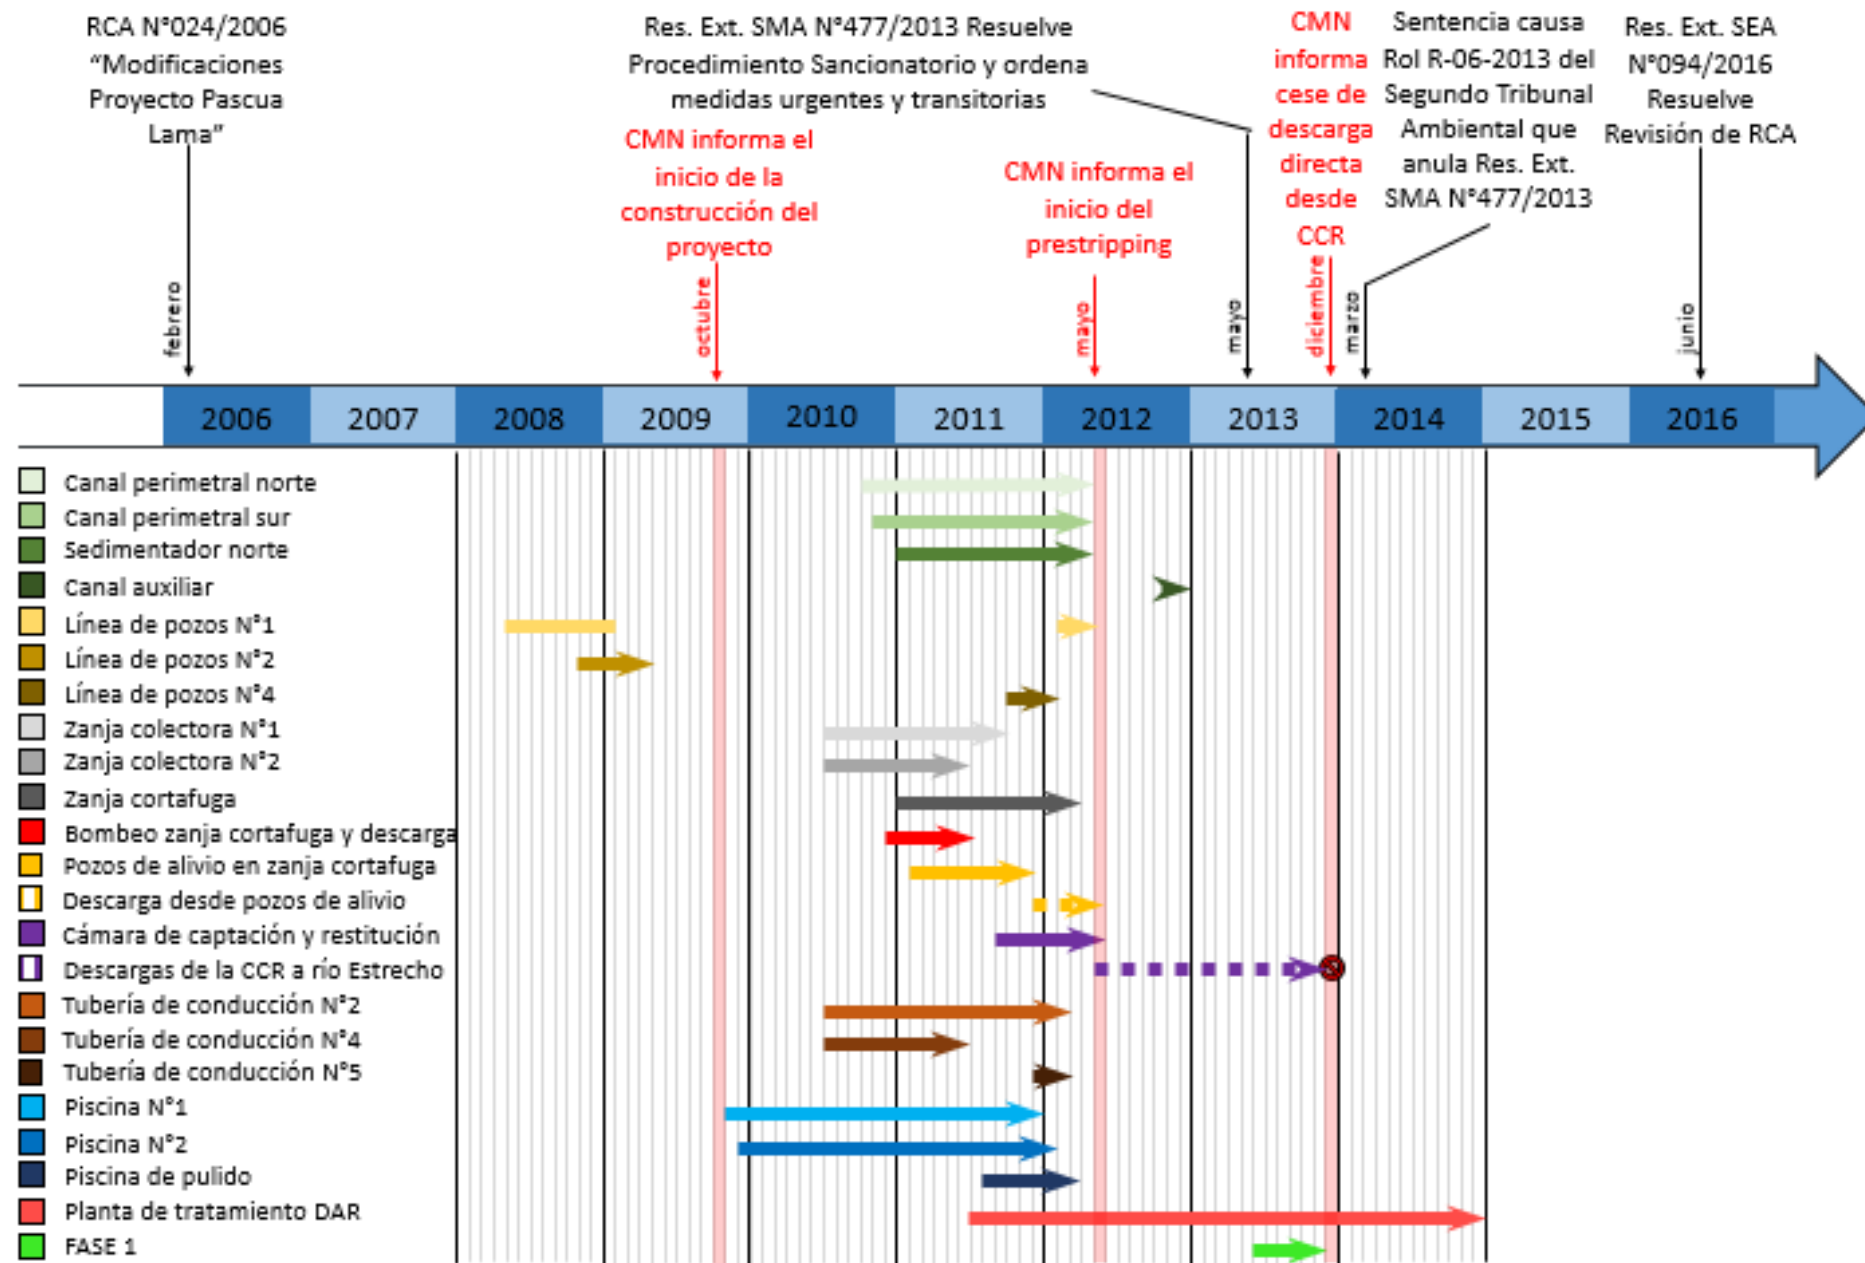 RCA N°024/2006
“Modificaciones
Proyecto Pascua
Lama”
Res. Ext. SMA N°477/2013 Resuelve
Procedimiento Sancionatorio y ordena
medidas urgentes y transitorias
CMN informa el
inicio de la
construcción del
proyecto
CMN informa el
inicio del
prestripping
CMN
informa
cese de
descarga
directa
desde
CCR
Sentencia causa
Rol R-06-2013 del
Segundo Tribunal
Ambiental que
anula Res. Ext.
SMA N°477/2013
Res. Ext. SEA
N°094/2016
Resuelve
Revisión de RCA
febrero
octubre
mayo
mayo
diciembre
marzo
junio
2006
2007
2008
2009
2010
2011
2012
2013
2014
2015
2016
Canal perimetral norte
Canal perimetral sur
Sedimentador norte
Canal auxiliar
Línea de pozos N°1
Línea de pozos N°2
Línea de pozos N°4
Zanja colectora N°1
Zanja colectora N°2
Zanja cortafuga
Bombeo zanja cortafuga y descarga
Pozos de alivio en zanja cortafuga
Descarga desde pozos de alivio
Cámara de captación y restitución
Descargas de la CCR a río Estrecho
Tubería de conducción N°2
Tubería de conducción N°4
Tubería de conducción N°5
Piscina N°1
Piscina N°2
Piscina de pulido
Planta de tratamiento DAR
FASE 1